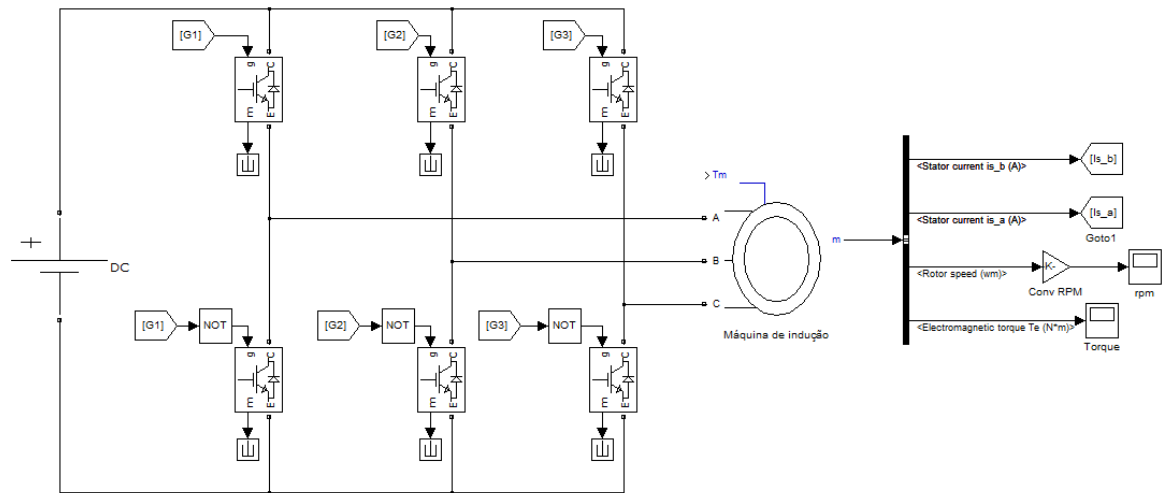 [G1]
[G2]
[G3]
g C
m E
g C
m E
g C
m E
Tm
A
B
C
m
Máquina de indução
DC
[G1]
NOT
[G2]
NOT
[G3]
NOT
g C
m E
g C
m E
g C
m E
<Stator current is_b (A)>
[Is_b]
<Stator current is_a (A)>
[Is_a]
Goto1
<Rotor speed (wm)>
K-
Conv RPM
rpm
<Electromagnetic torque Te (N*m)>
Torque